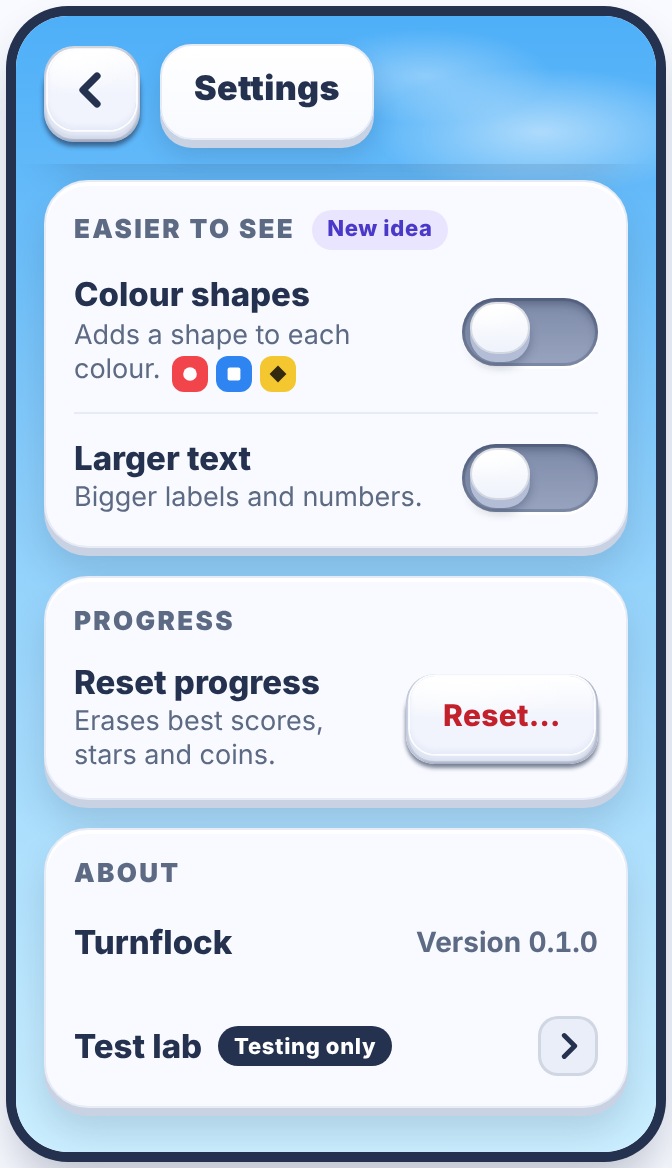 Settings
EASIER TO SEE New idea
Colour shapes
Adds a shape to each
colour.
Larger text
Bigger labels and numbers.
PROGRESS
Reset progress
Erases best scores,
stars and coins.
Reset...
ABOUT
Turnflock Version 0.1.0
Test lab Testing only